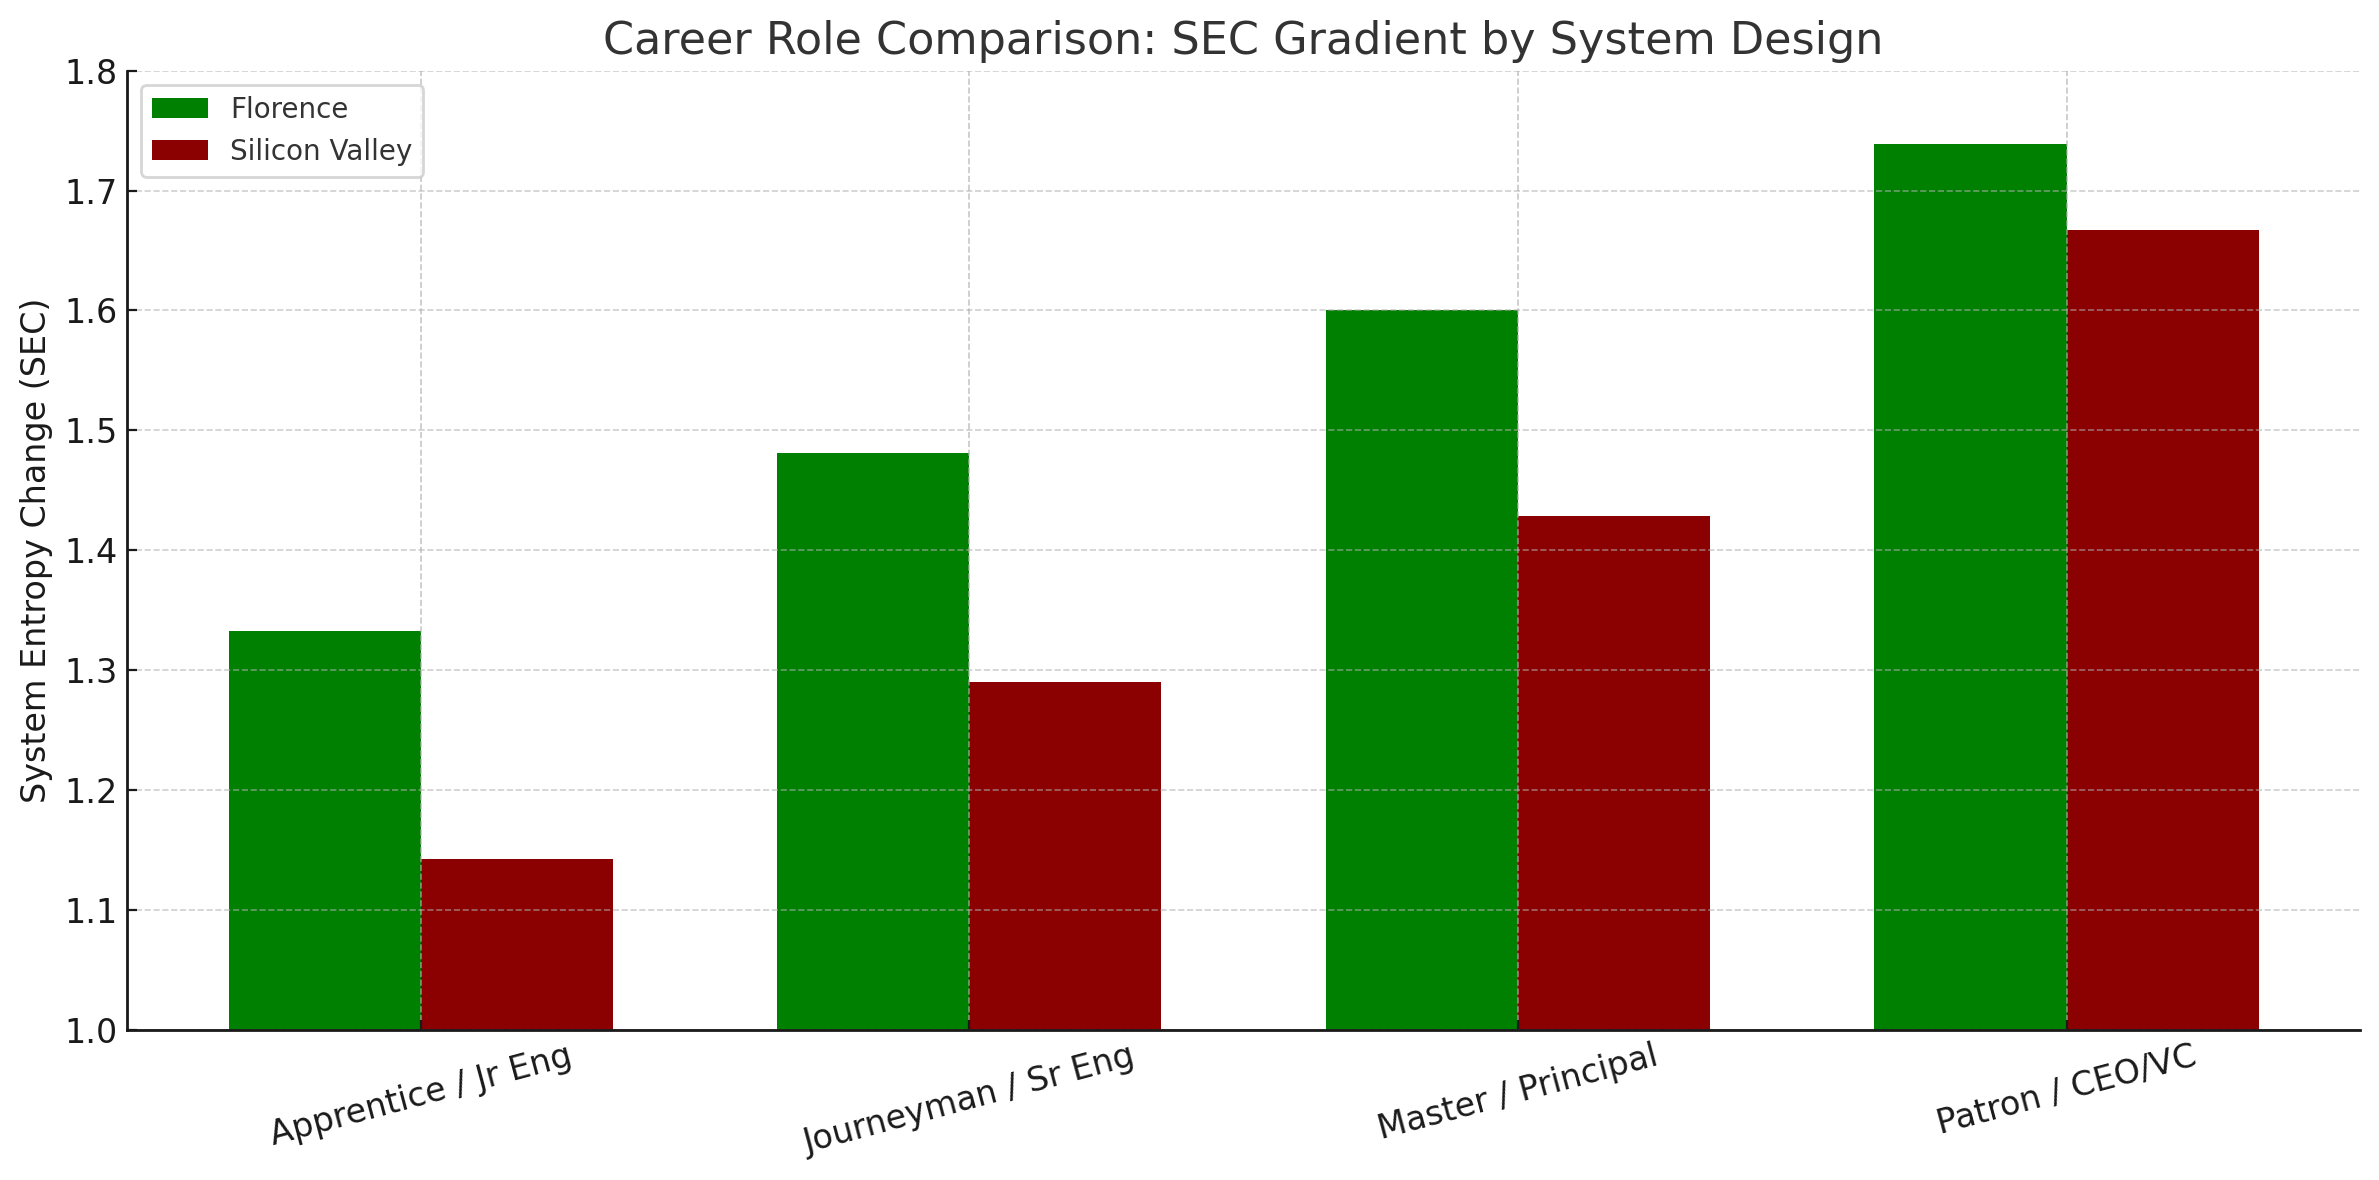 Career Role Comparison: SEC Gradient by System Design
Florence
Silicon Valley
System Entropy Change (SEC)
1.8
1.7
1.6
1.5
1.4
1.3
1.2
1.1
1.0
Apprentice / Jr Eng
Journeyman / Sr Eng
Master / Principal
Patron / CEO/VC